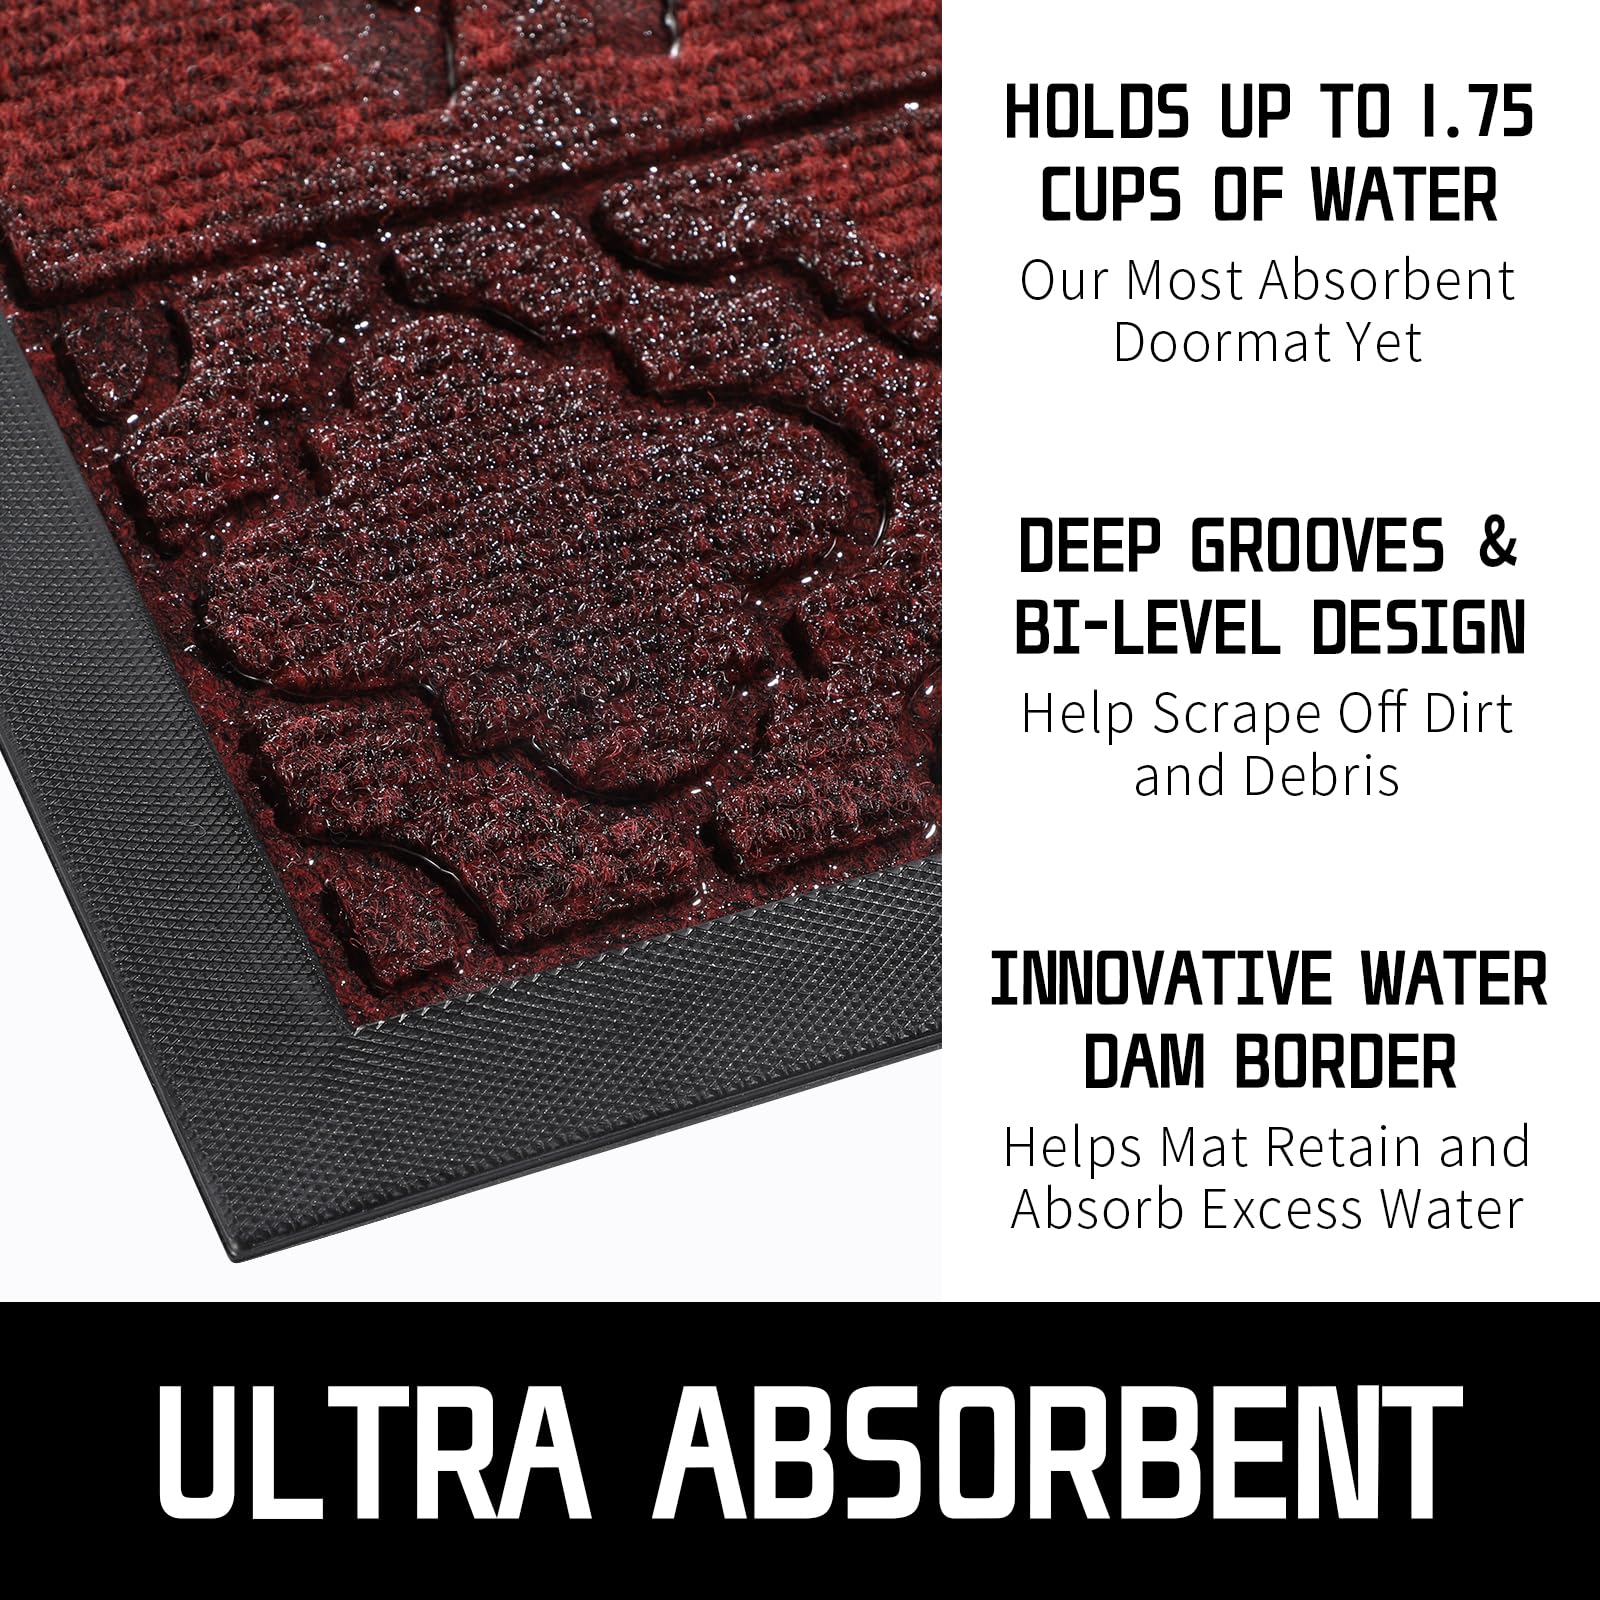 HOLDS UP TO 1.75
CUPS OF WATER
Our Most Absorbent
Doormat Yet
DEEP GROOVES &
BI-LEVEL DESIGN
Help Scrape Off Dirt
and Debris
INNOVATIVE WATER
DAM BORDER
Helps Mat Retain and
Absorb Excess Water
ULTRA ABSORBENT